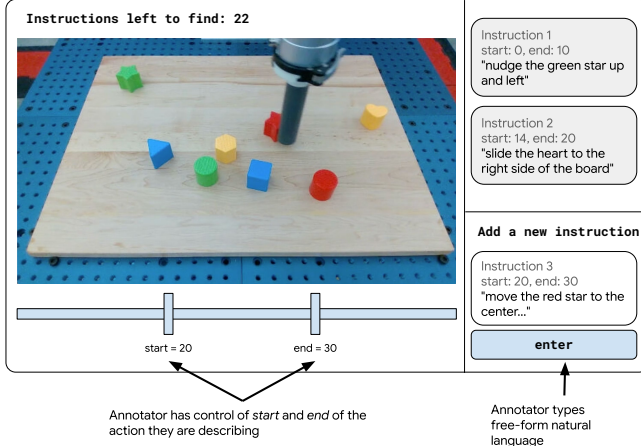 Instructions left to find: 22
Instruction 1
start: 0, end: 10
"nudge the green star up
and left"
Instruction 2
start: 14, end: 20
"slide the heart to the
right side of the board"
Add a new instruction
Instruction 3
start: 20, end: 30
"move the red star to the
center..."
enter
start = 20
end = 30
Annotator has control of start and end of the
action they are describing
Annotator types
free-form natural
language